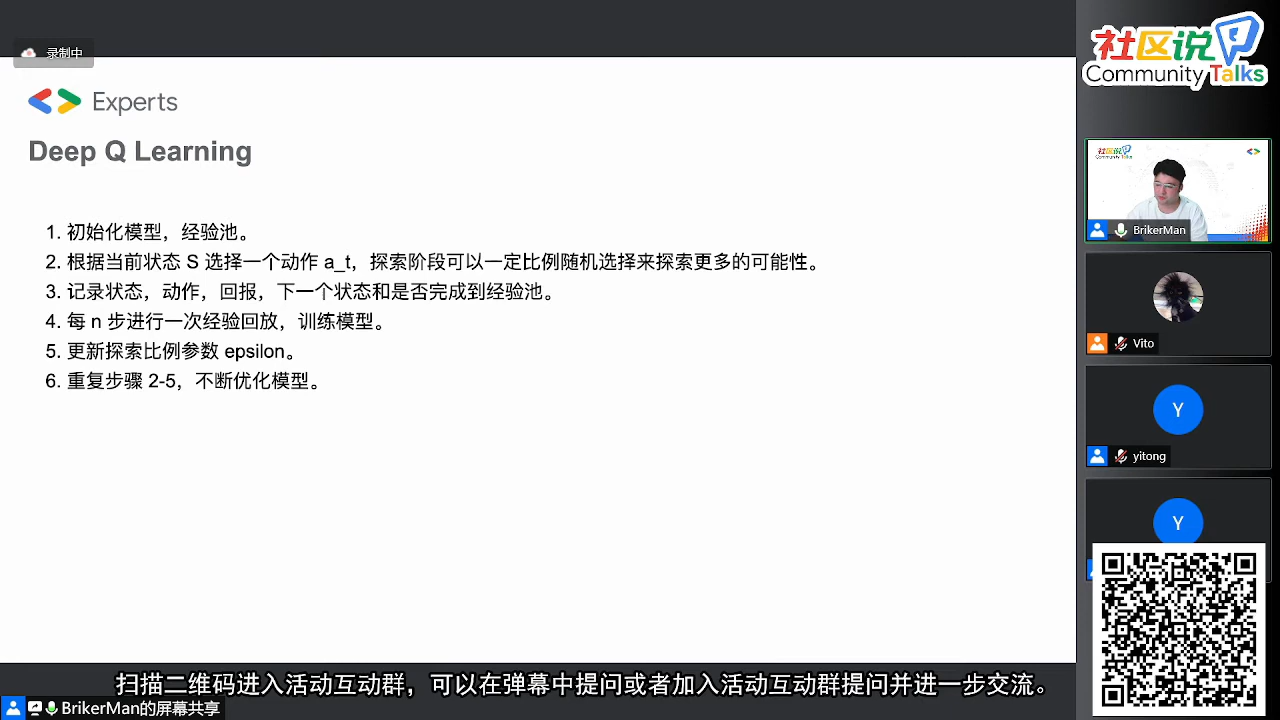 录制中
Experts
Deep Q Learning
1. 初始化模型，经验池。
2. 根据当前状态 S 选择一个动作 a_t，探索阶段可以一定比例随机选择来探索更多的可能性。
3. 记录状态，动作，回报，下一个状态和是否完成到经验池。
4. 每 n 步进行一次经验回放，训练模型。
5. 更新探索比例参数 epsilon。
6. 重复步骤 2-5，不断优化模型。
社区说
Community Talks
社区说
Community Talks
BrikerMan
Vito
Y
yitong
Y
扫描二维码进入活动互动群，可以在弹幕中提问或者加入活动互动群提问并进一步交流。
BrikerMan的屏幕共享